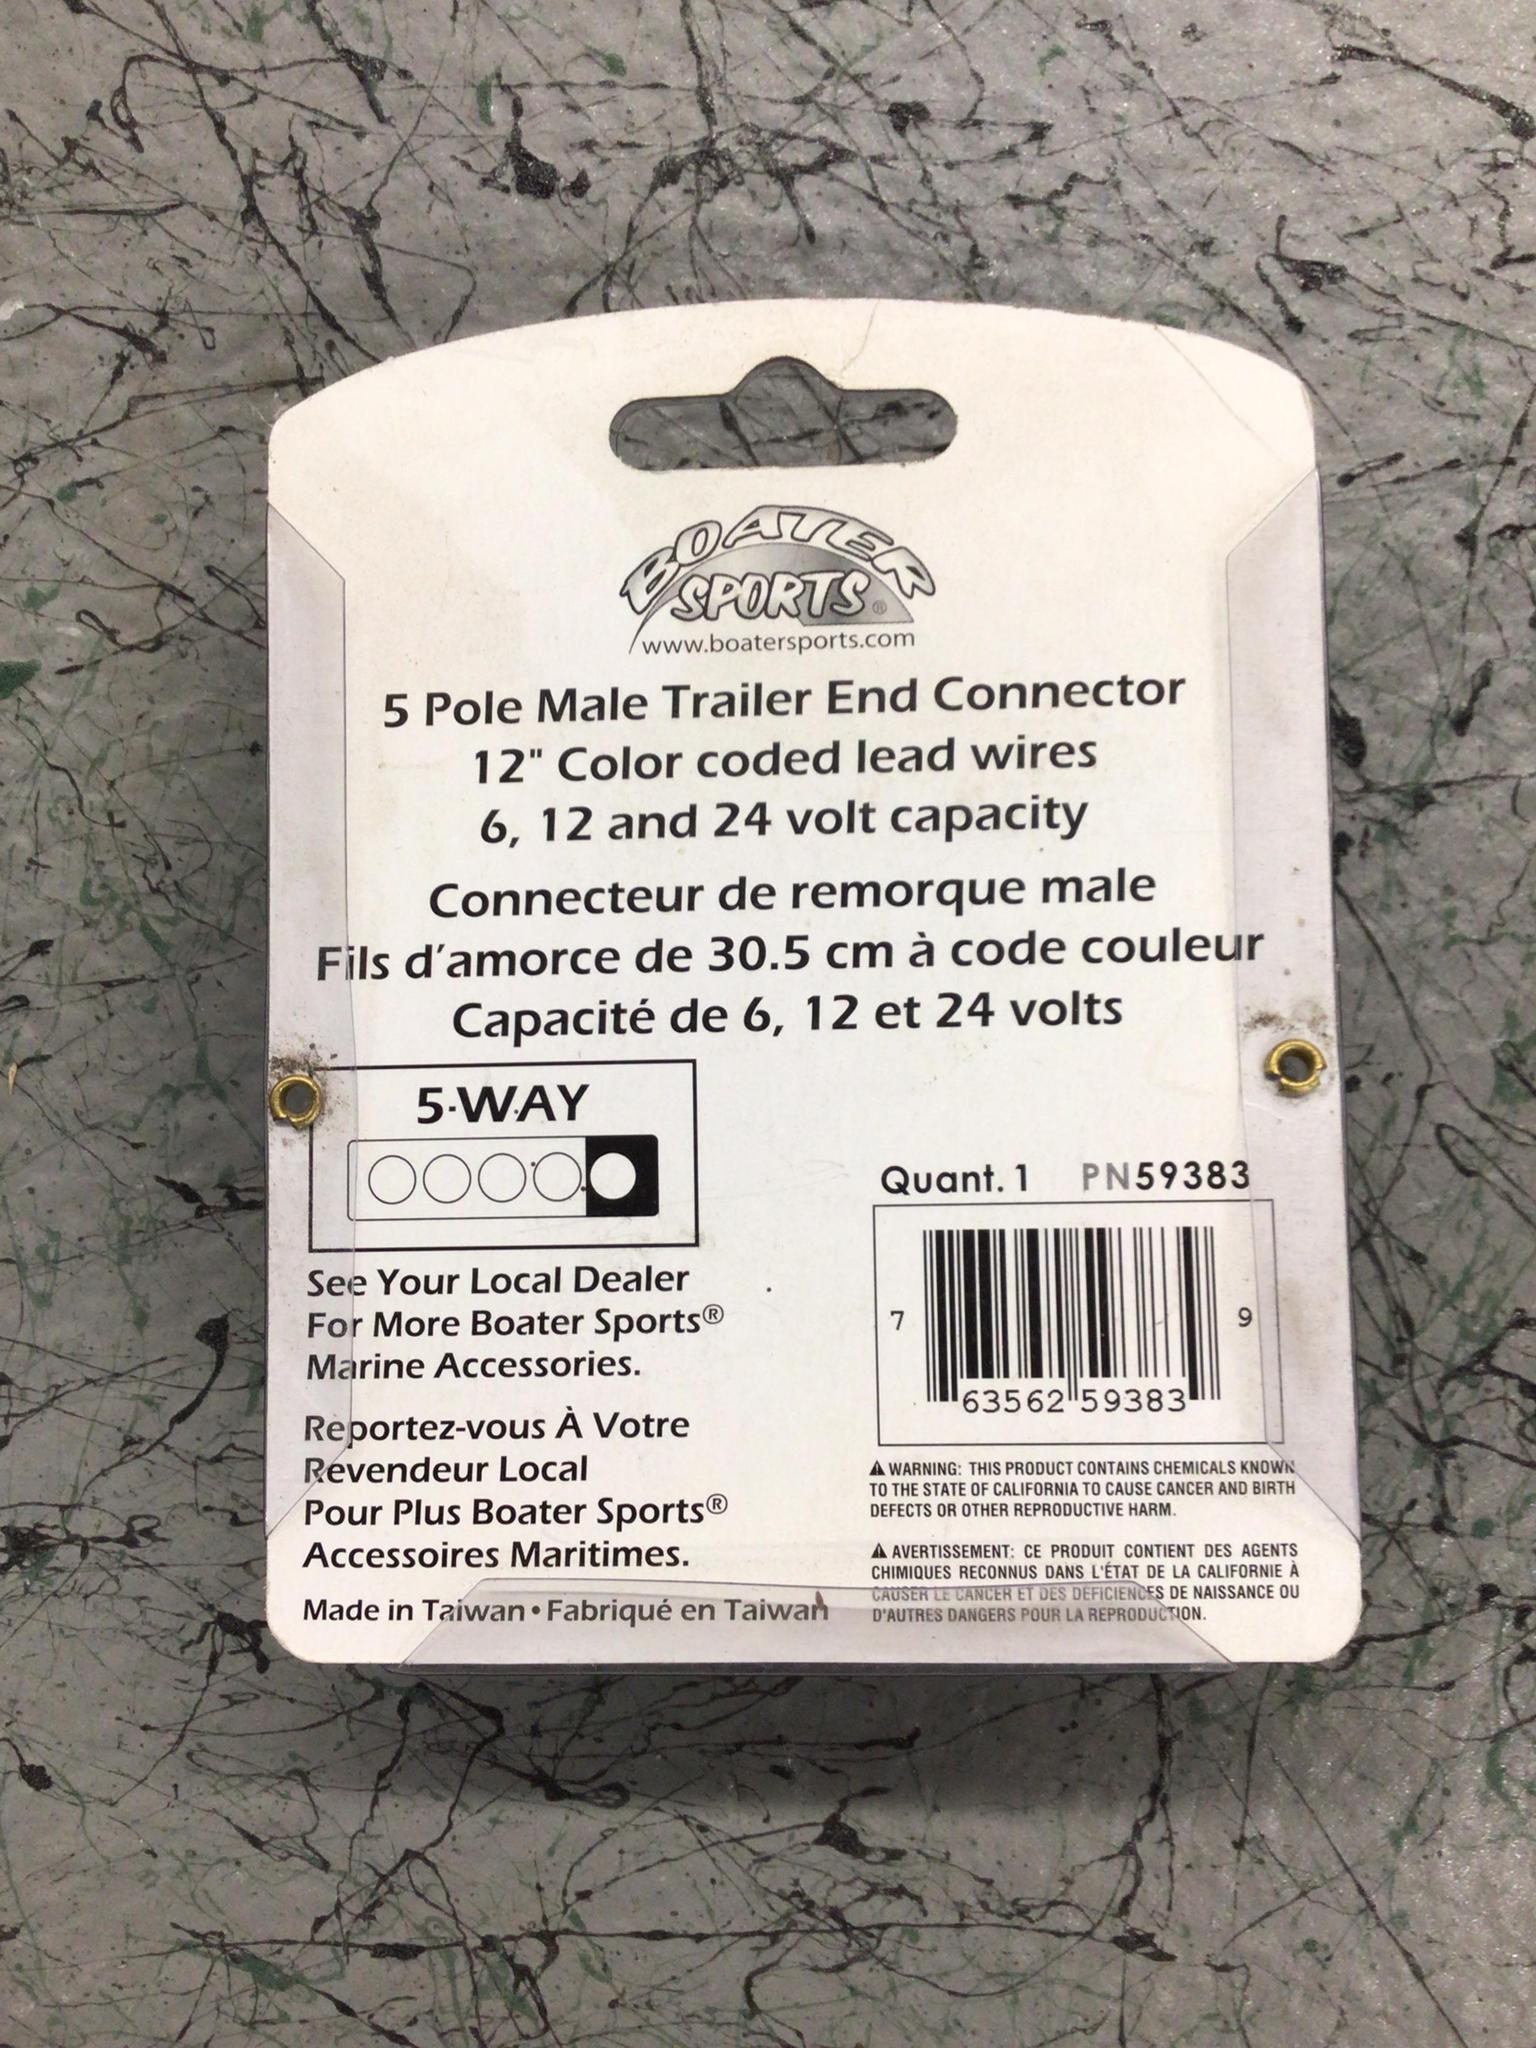 BOATER
SPORTS®
www.boatersports.com
5 Pole Male Trailer End Connector
12" Color coded lead wires
6, 12 and 24 volt capacity
Connecteur de remorque male
Fils d'amorce de 30.5 cm à code couleur
Capacité de 6, 12 et 24 volts
5-WAY
Quant. 1 PN59383
7 63562 59383 9
See Your Local Dealer
For More Boater Sports®
Marine Accessories.
Reportez-vous À Votre
Revendeur Local
Pour Plus Boater Sports®
Accessoires Maritimes.
Made in Taiwan • Fabriqué en Taiwan
⚠ WARNING: THIS PRODUCT CONTAINS CHEMICALS KNOWN
TO THE STATE OF CALIFORNIA TO CAUSE CANCER AND BIRTH
DEFECTS OR OTHER REPRODUCTIVE HARM.
⚠ AVERTISSEMENT: CE PRODUIT CONTIENT DES AGENTS
CHIMIQUES RECONNUS DANS L'ÉTAT DE LA CALIFORNIE À
CAUSER LE CANCER ET DES DEFICIENCES DE NAISSANCE OU
D'AUTRES DANGERS POUR LA REPRODUCTION.